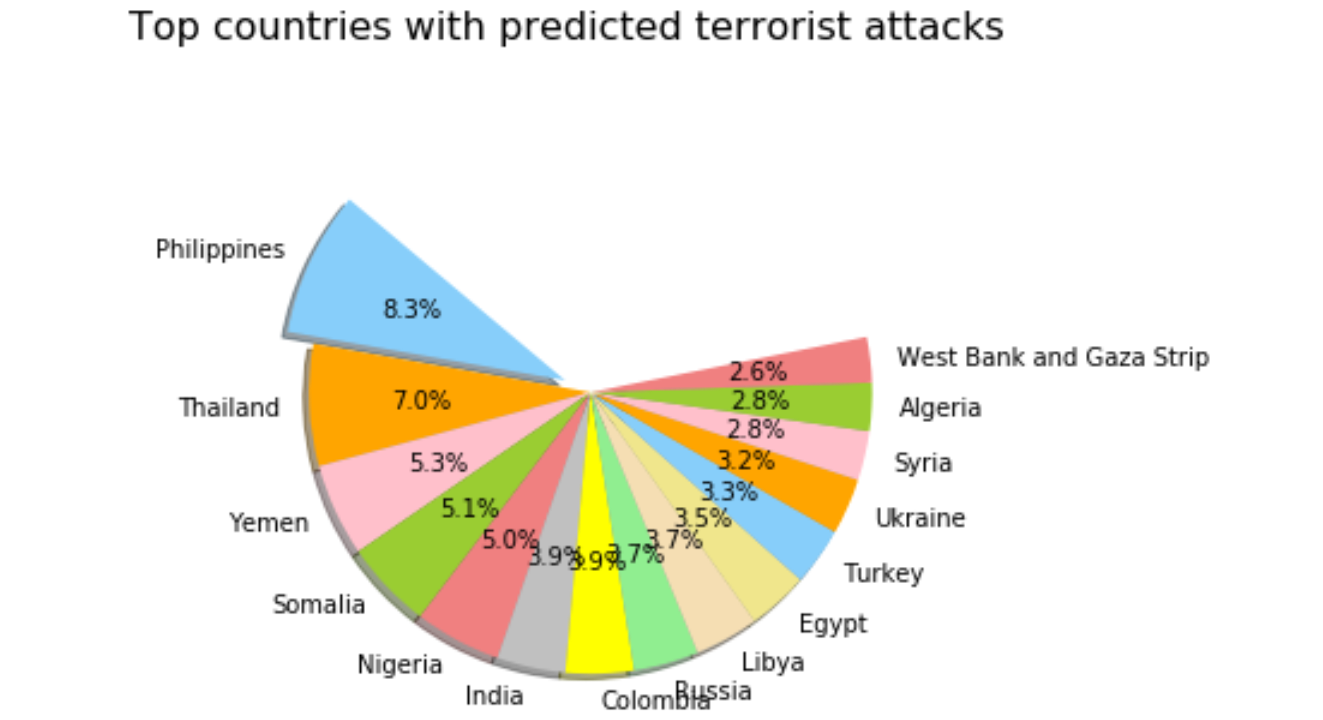 Top countries with predicted terrorist attacks
Philippines
8.3%
Thailand
7.0%
Yemen
5.3%
Somalia
5.1%
Nigeria
5.0%
India
3.9%
Colombia
3.9%
Russia
3.7%
Libya
3.7%
Egypt
3.5%
Turkey
3.3%
Ukraine
3.2%
Syria
2.8%
Algeria
2.8%
West Bank and Gaza Strip
2.6%